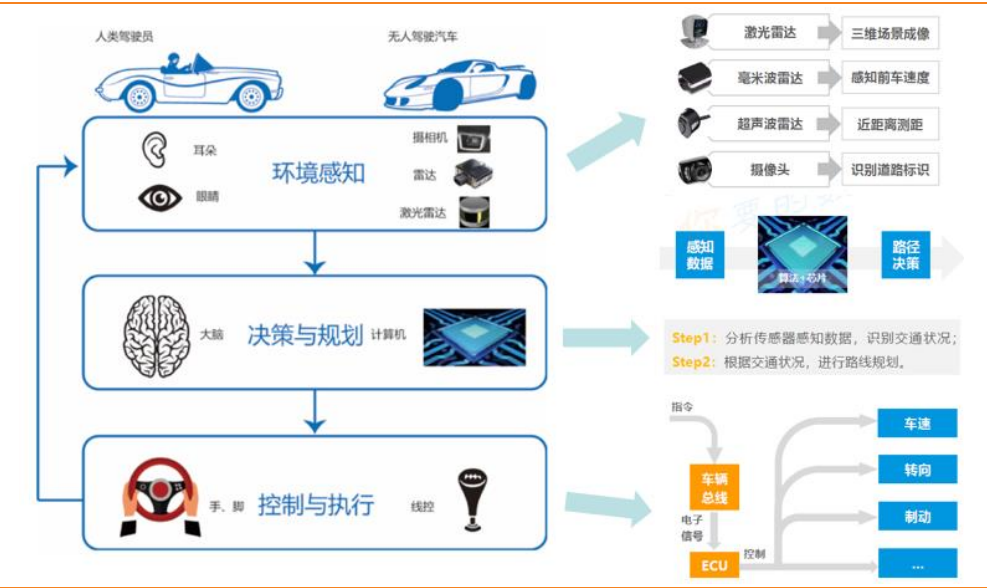 人类驾驶员
无人驾驶汽车
耳朵
眼睛
环境感知
摄相机
雷达
激光雷达
大脑
决策与规划
计算机
手、脚
控制与执行
线控
激光雷达
三维场景成像
毫米波雷达
感知前车速度
超声波雷达
近距离测距
摄像头
识别道路标识
感知
数据
算法+芯片
路径
决策
Step1：分析传感器感知数据，识别交通状况；
Step2：根据交通状况，进行路线规划。
指令
车辆
总线
电子
信号
ECU
控制
车速
转向
制动
...